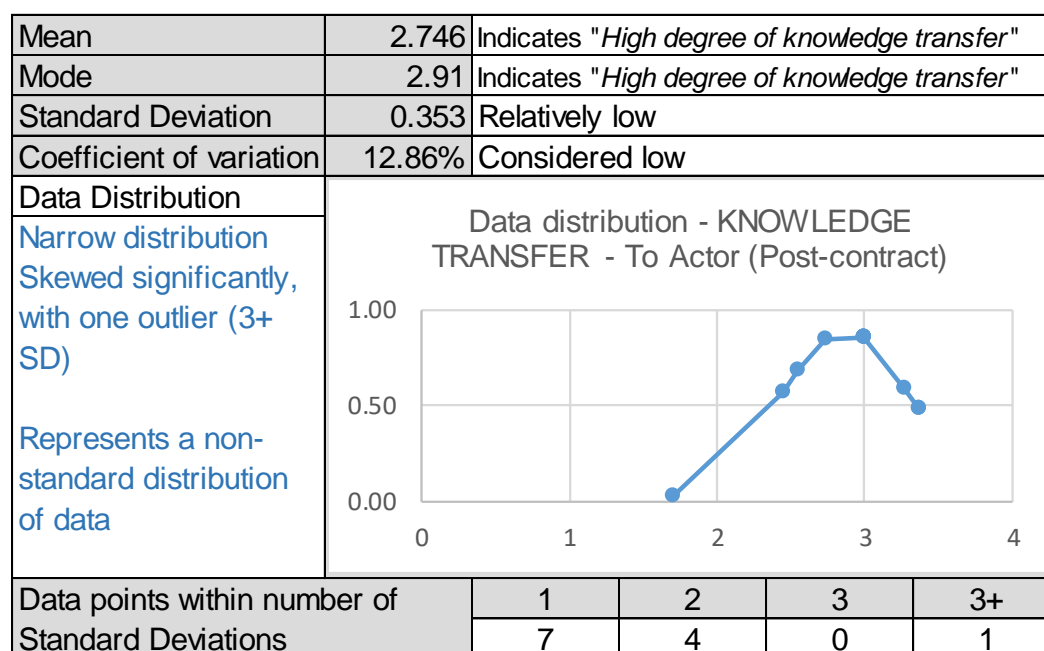 Mean 2.746 Indicates "High degree of knowledge transfer"
Mode 2.91 Indicates "High degree of knowledge transfer"
Standard Deviation 0.353 Relatively low
Coefficient of variation 12.86% Considered low
Data Distribution
Narrow distribution
Skewed significantly,
with one outlier (3+
SD)
Represents a non-
standard distribution
of data
Data distribution - KNOWLEDGE
TRANSFER - To Actor (Post-contract)
1.00
0.50
0.00
0 1 2 3 4
Data points within number of 1 2 3 3+
Standard Deviations 7 4 0 1